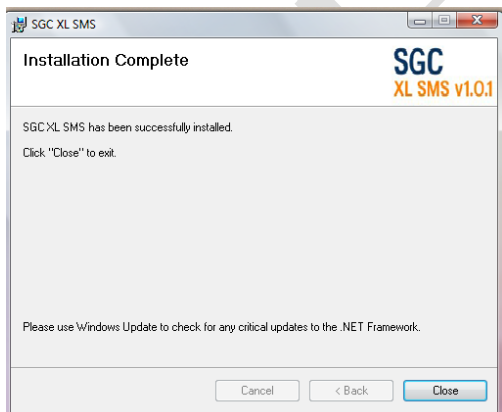 SGC XL SMS
Installation Complete
SGC
XL SMS v1.0.1
SGC XL SMS has been successfully installed.
Click "Close" to exit.
Please use Windows Update to check for any critical updates to the .NET Framework.
Cancel
< Back
Close